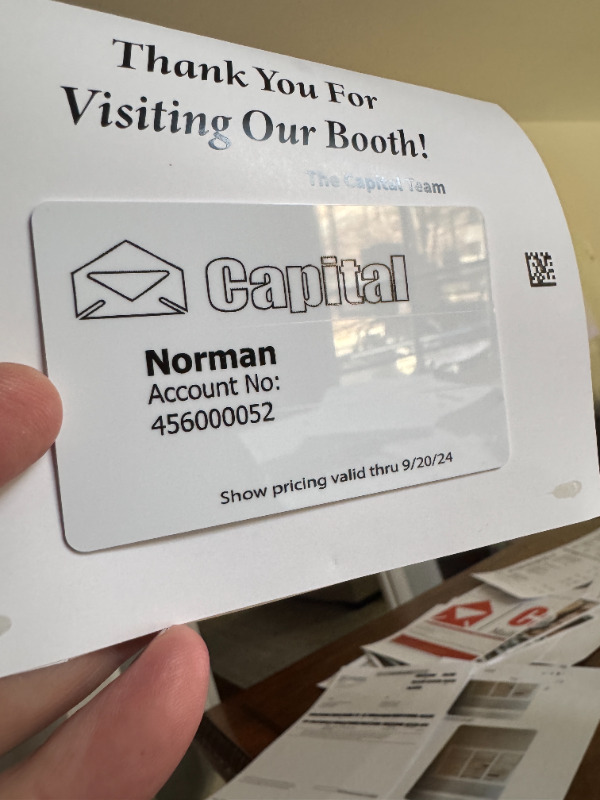 Thank You For
Visiting Our Booth!
The Capital Team
Capital
Norman
Account No:
456000052
Show pricing valid thru 9/20/24